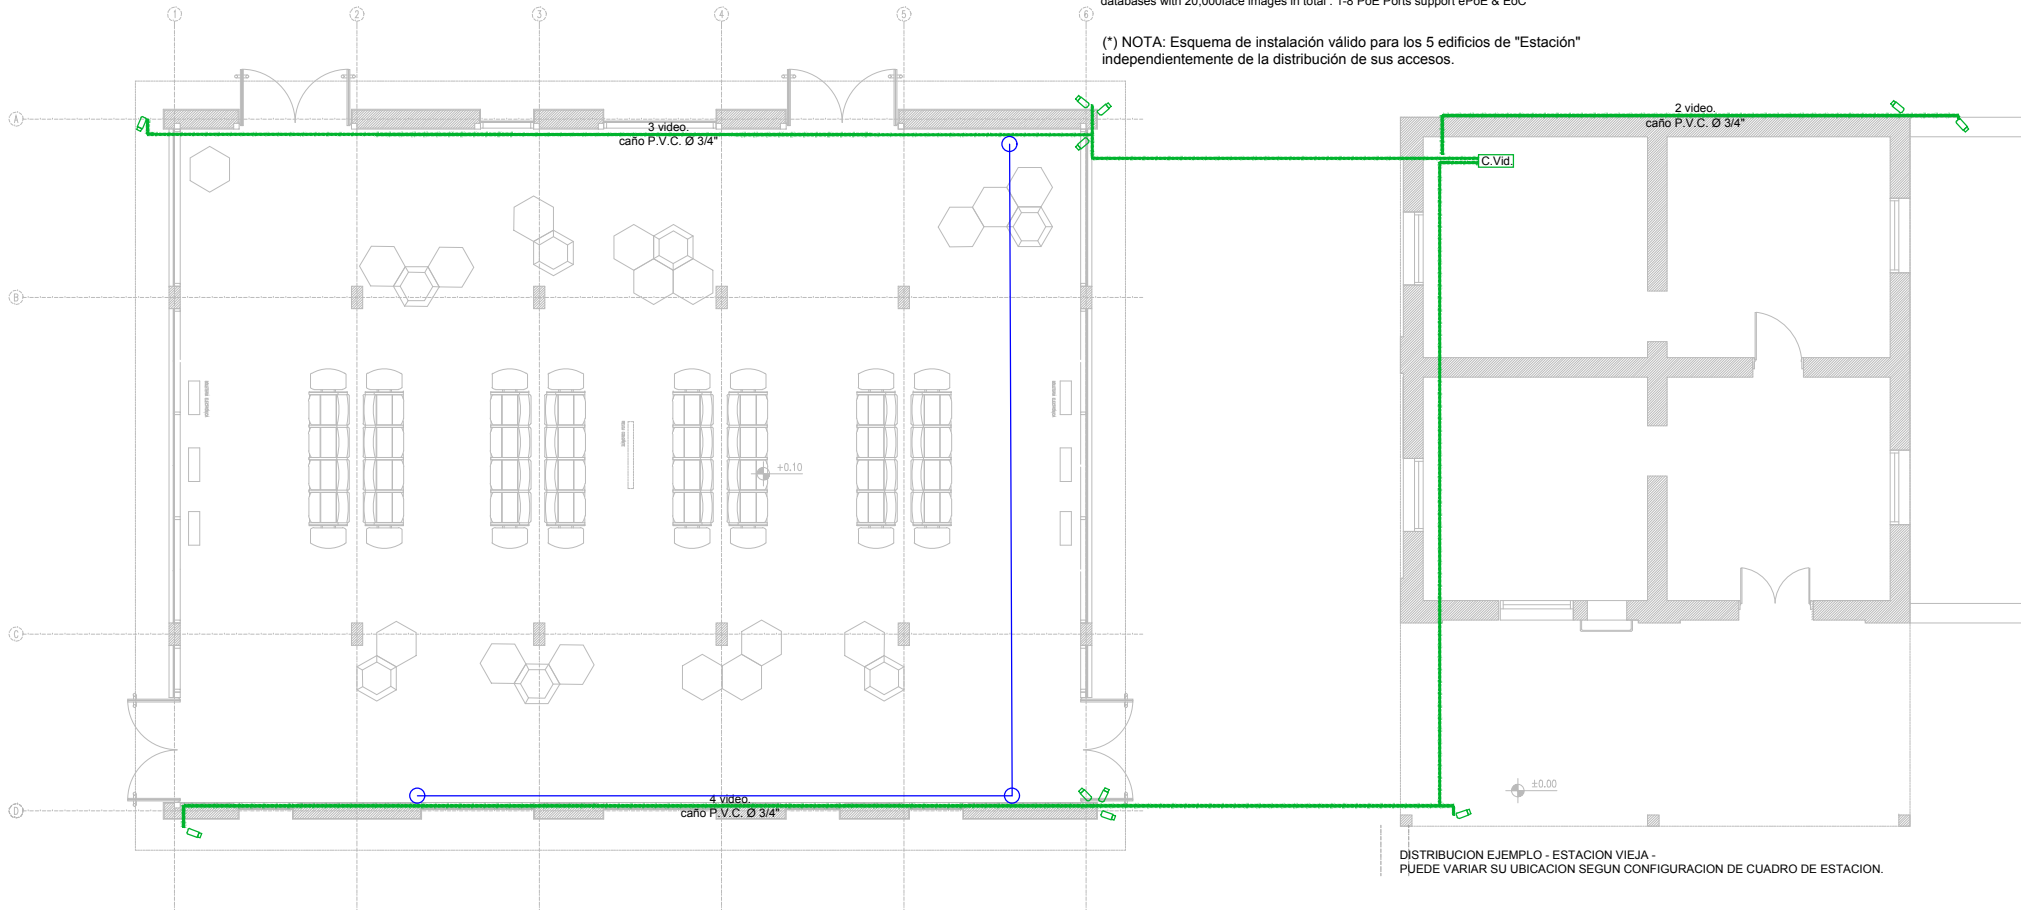 databases with 20,000face images in total . 1-8 PoE Ports support ePoE & EoC
(*) NOTA: Esquema de instalación válido para los 5 edificios de "Estación"
independientemente de la distribución de sus accesos.
1 2 3 4 5 6
A
3 video.
caño P.V.C. Ø 3/4"
2 video.
caño P.V.C. Ø 3/4"
C.Vid.
B
+0.10
C
±0.00
D
4 video.
caño P.V.C. Ø 3/4"
DISTRIBUCION EJEMPLO - ESTACION VIEJA -
PUEDE VARIAR SU UBICACION SEGUN CONFIGURACION DE CUADRO DE ESTACION.